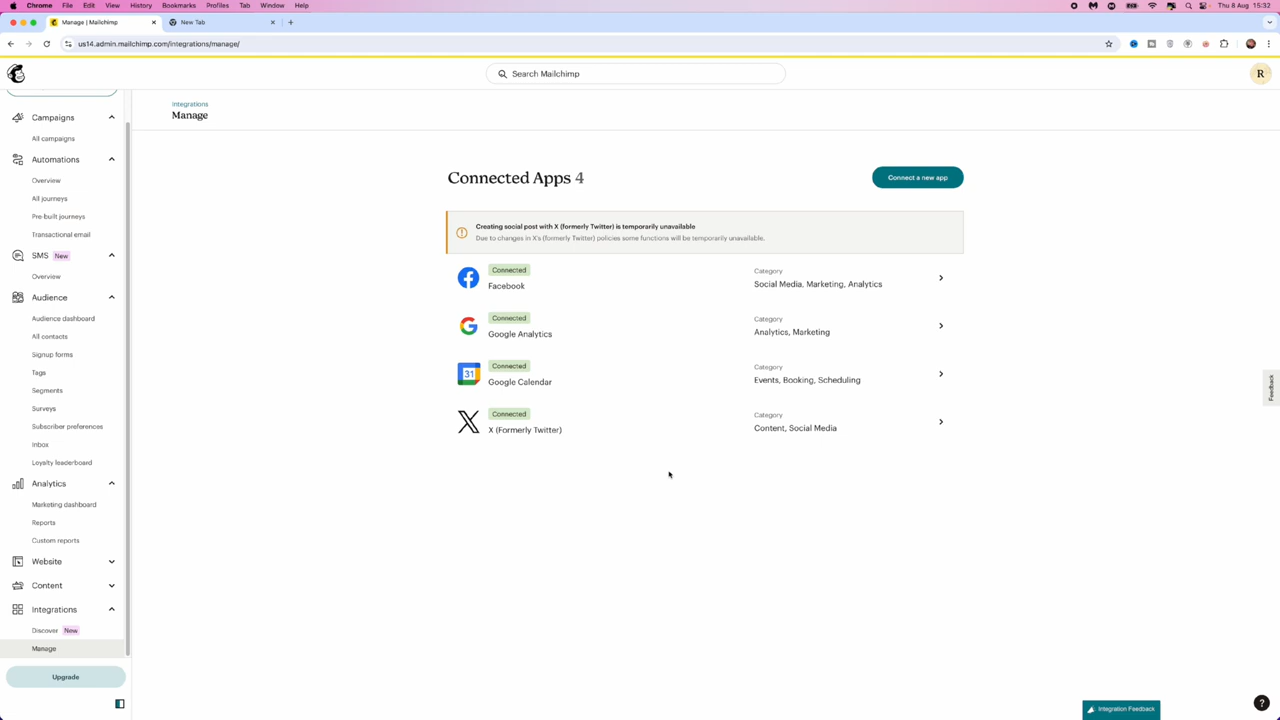 Chrome File Edit View History Bookmarks Profiles Tab Window Help
Thu 8 Aug 15:32
Manage | Mailchimp
New Tab
us14.admin.mailchimp.com/integrations/manage/
Search Mailchimp
R
Campaigns
All campaigns
Automations
Overview
All journeys
Pre-built journeys
Transactional email
SMS New
Overview
Audience
Audience dashboard
All contacts
Signup forms
Tags
Segments
Surveys
Subscriber preferences
Inbox
Loyalty leaderboard
Analytics
Marketing dashboard
Reports
Custom reports
Website
Content
Integrations
Discover New
Manage
Upgrade
Integrations
Manage
Connected Apps 4
Connect a new app
Creating social post with X (formerly Twitter) is temporarily unavailable
Due to changes in X's (formerly Twitter) policies some functions will be temporarily unavailable.
Connected
Facebook
Category
Social Media, Marketing, Analytics
Connected
Google Analytics
Category
Analytics, Marketing
31
Connected
Google Calendar
Category
Events, Booking, Scheduling
Connected
X (Formerly Twitter)
Category
Content, Social Media
Feedback
Integration Feedback
?